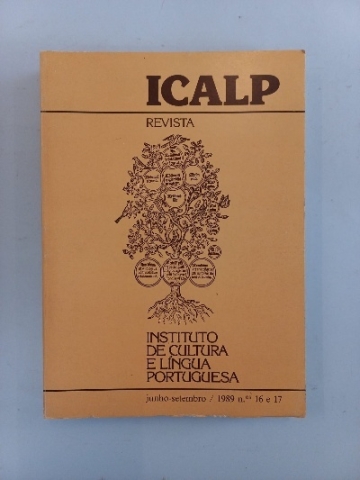 ICALP
REVISTA
INSTITUTO
DE CULTURA
E LÍNGUA
PORTUGUESA
junho-setembro / 1989 n.ᵒˢ 16 e 17